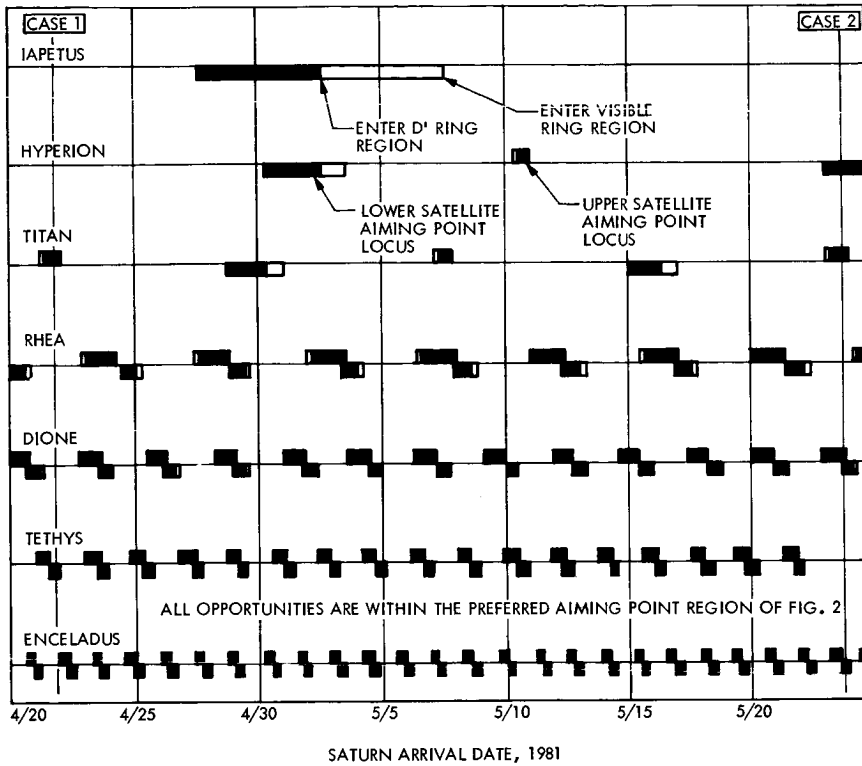 CASE 1
CASE 2
IAPETUS
ENTER D' RING
REGION
ENTER VISIBLE
RING REGION
HYPERION
LOWER SATELLITE
AIMING POINT
LOCUS
UPPER SATELLITE
AIMING POINT
LOCUS
TITAN
RHEA
DIONE
TETHYS
ALL OPPORTUNITIES ARE WITHIN THE PREFERRED AIMING POINT REGION OF FIG. 2
ENCELADUS
4/20 4/25 4/30 5/5 5/10 5/15 5/20
SATURN ARRIVAL DATE, 1981